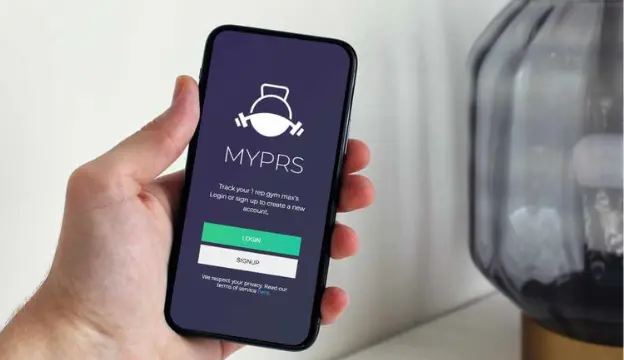 MYPRS
Track your 1 rep gym max's
Login or sign up to create a new
account.
LOGIN
SIGNUP
We respect your privacy. Read our
terms of service here.